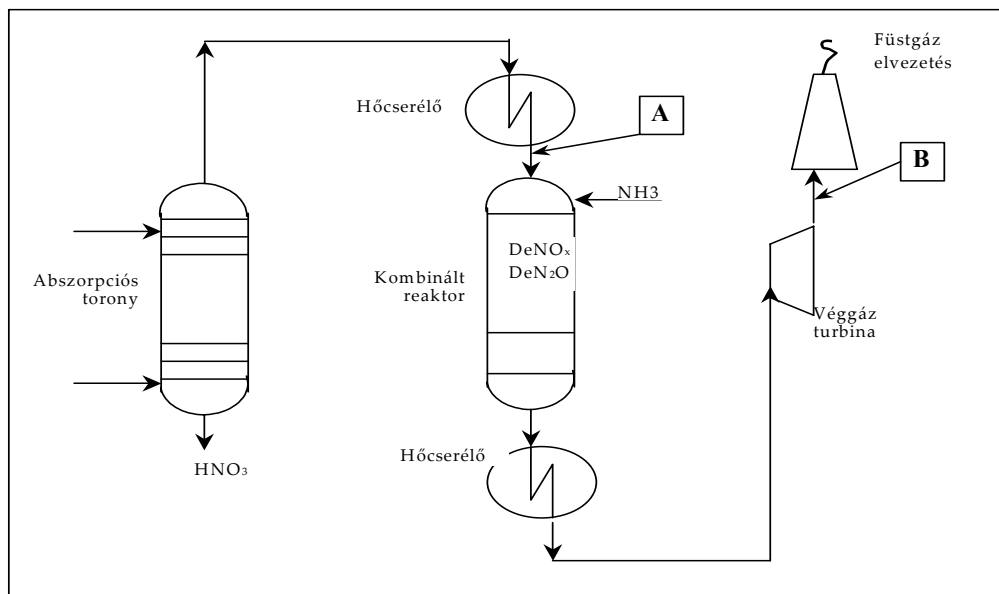 Füstgáz
elvezetés
Hőcserélő
A
B
NH3
DeNOₓ
DeN₂O
Abszorpciós
torony
Kombinált
reaktor
Véggáz
turbina
Hőcserélő
HNO₃